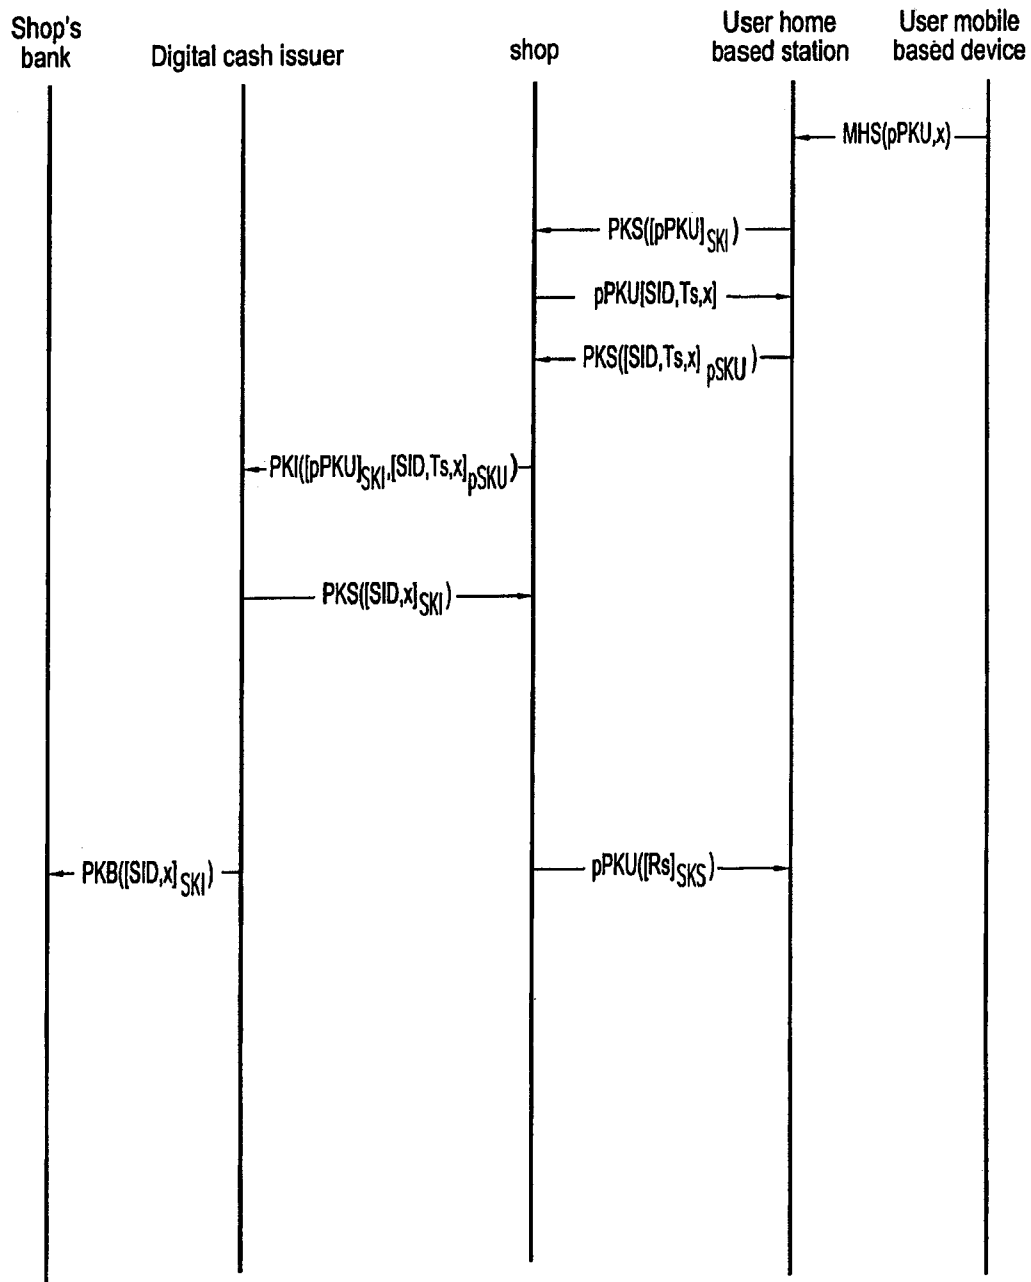 Shop's
bank
Digital cash issuer
shop
User home
based station
User mobile
based device
MHS(pPKU,x)
PKS([pPKU]SKI)
pPKU[SID,Ts,x]
PKS([SID,Ts,x] pSKU)
PKI([pPKU]SKI,[SID,Ts,x]pSKU)
PKS([SID,x]SKI)
PKB([SID,x]SKI)
pPKU([Rs]SKS)